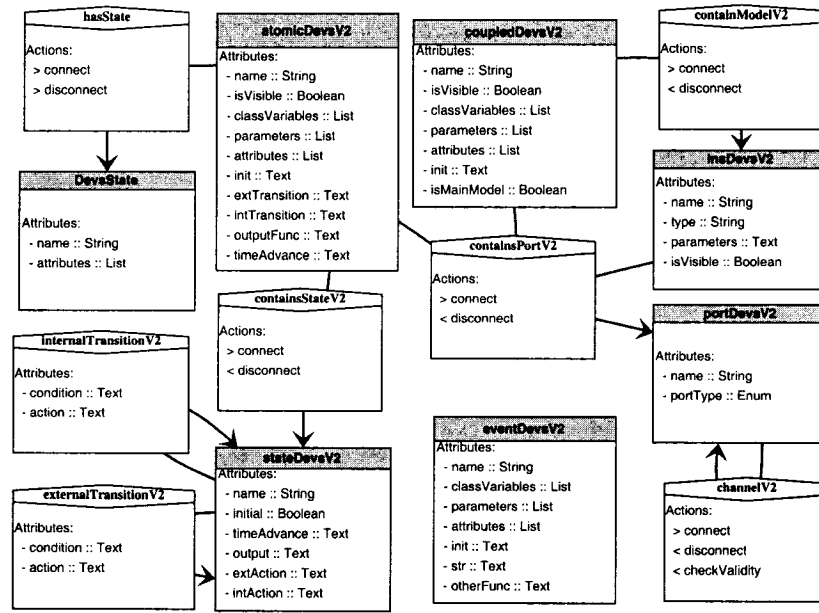 hasState
Actions:
> connect
> disconnect
atomicDevsV2
Attributes:
- name :: String
- isVisible :: Boolean
- classVariables :: List
- parameters :: List
- attributes :: List
- init :: Text
- extTransition :: Text
- intTransition :: Text
- outputFunc :: Text
- timeAdvance :: Text
coupledDevsV2
Attributes:
- name :: String
- isVisible :: Boolean
- classVariables :: List
- parameters :: List
- attributes :: List
- init :: Text
- isMainModel :: Boolean
containModelV2
Actions:
> connect
< disconnect
DevsState
Attributes:
- name :: String
- attributes :: List
insDevsV2
Attributes:
- name :: String
- type :: String
- parameters :: Text
- isVisible :: Boolean
containsPortV2
Actions:
> connect
< disconnect
containsStateV2
Actions:
> connect
< disconnect
portDevsV2
Attributes:
- name :: String
- portType :: Enum
internalTransitionV2
Attributes:
- condition :: Text
- action :: Text
stateDevsV2
Attributes:
- name :: String
- initial :: Boolean
- timeAdvance :: Text
- output :: Text
- extAction :: Text
- intAction :: Text
eventDevsV2
Attributes:
- name :: String
- classVariables :: List
- parameters :: List
- attributes :: List
- init :: Text
- str :: Text
- otherFunc :: Text
externalTransitionV2
Attributes:
- condition :: Text
- action :: Text
channelV2
Actions:
> connect
< disconnect
< checkValidity